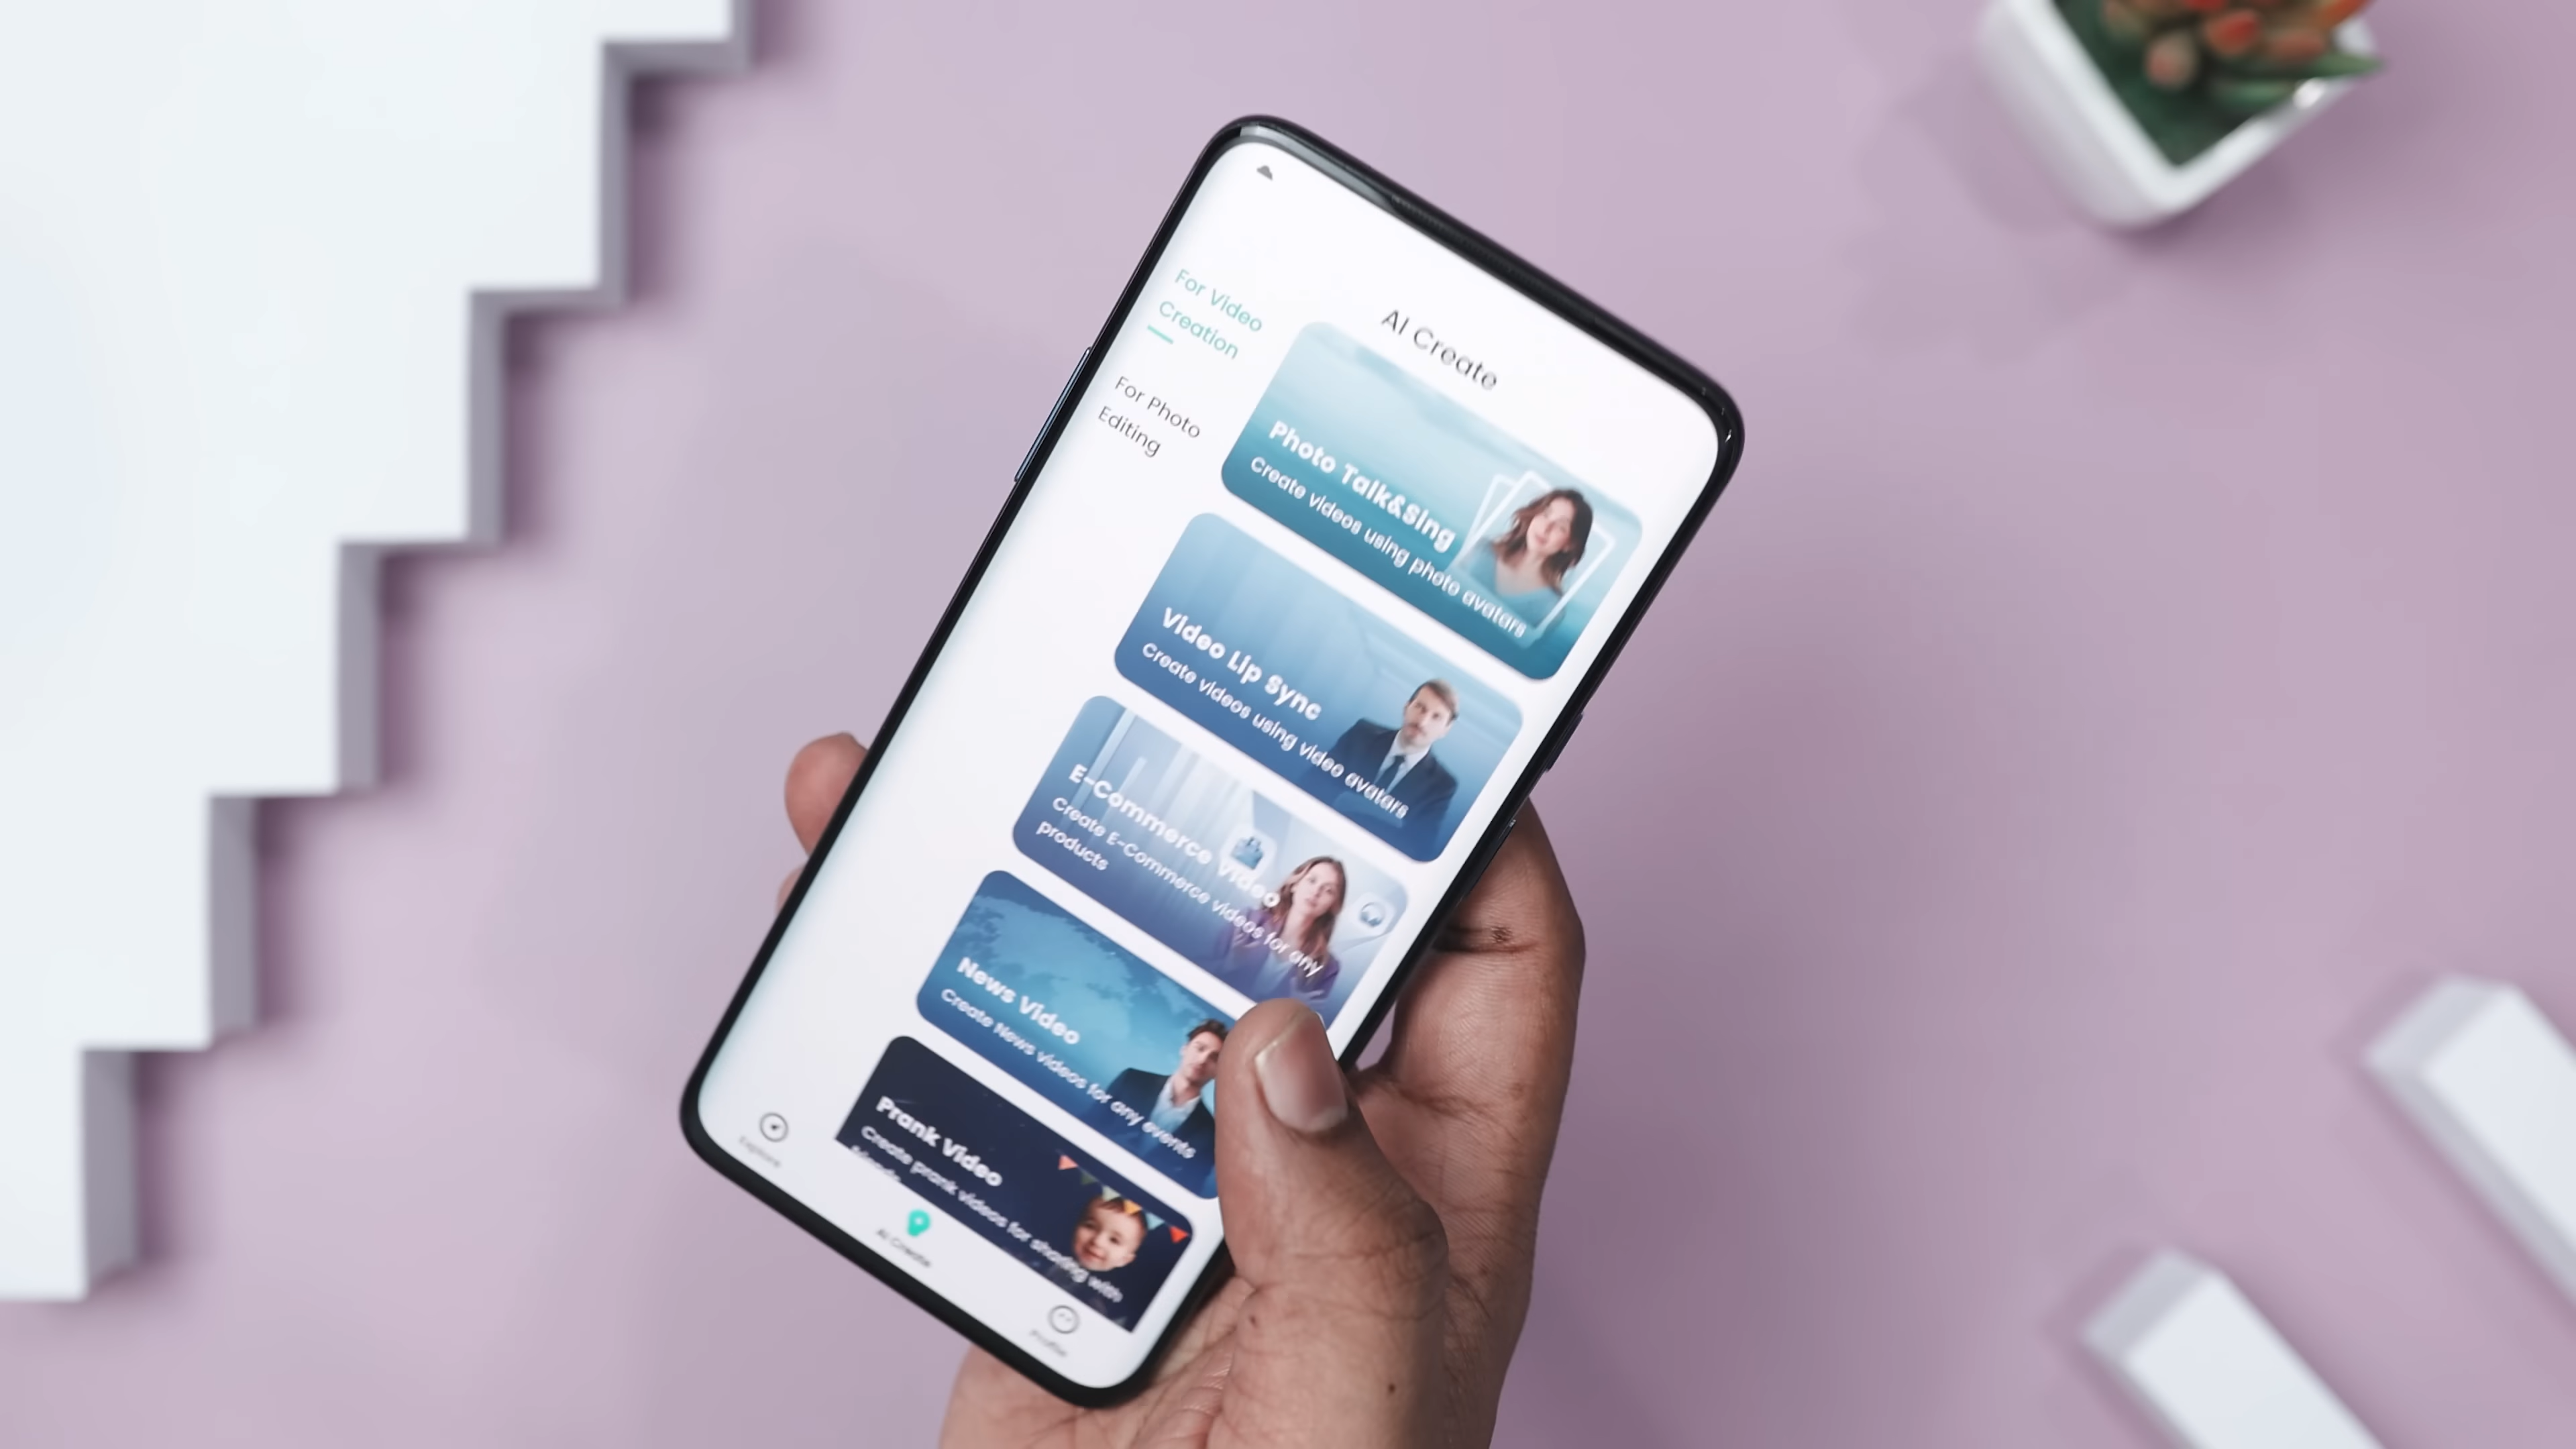 AI Create
For Video
Creation
For Photo
Editing
Photo Talk&Sing
Create videos using photo avatars
Video Lip Sync
Create videos using video avatars
E-Commerce Video
Create E-Commerce videos for any
products
News Video
Create News videos for any events
Prank Video
Create prank videos for sharing with
Explore
AI Create
Profile